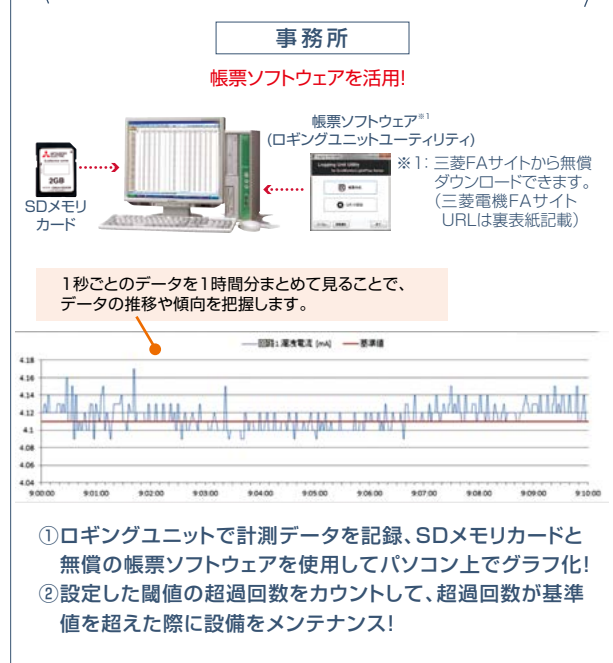 事務所
帳票ソフトウェアを活用!
帳票ソフトウェア※1
(ロギングユニットユーティリティ)
2GB
SDメモリ
カード
Logging Unit Utility
※1: 三菱FAサイトから無償
ダウンロードできます。
(三菱電機FAサイト
URLは裏表紙記載)
1秒ごとのデータを1時間分まとめて見ることで、
データの推移や傾向を把握します。
回路1:漏洩電流 [mA] 基準値
4.18
4.16
4.14
4.12
4.1
4.08
4.06
4.04
9:00:00 9:01:00 9:02:00 9:03:00 9:04:00 9:05:00 9:06:00 9:07:00 9:08:00 9:09:00 9:10:00
①ロギングユニットで計測データを記録、SDメモリカードと
無償の帳票ソフトウェアを使用してパソコン上でグラフ化!
②設定した閾値の超過回数をカウントして、超過回数が基準
値を超えた際に設備をメンテナンス!